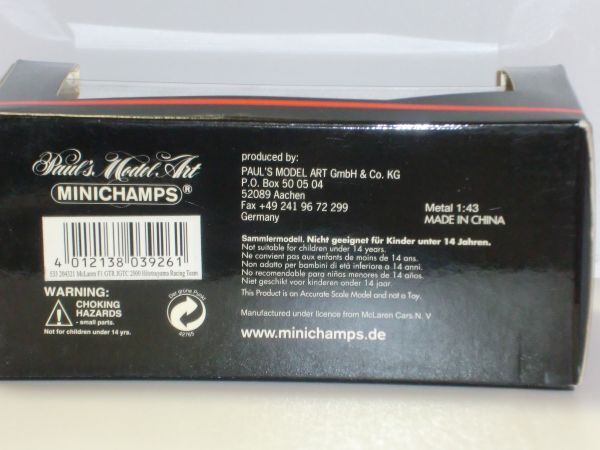 Paul's Model Art
MINICHAMPS®
4 012138 039261
533 284321 McLaren F1 GTR JGTC 2000 Hitotsuyama Racing Team
WARNING:
CHOKING
HAZARDS
- small parts.
Not for children under 14 yrs.
Der Grüne Punkt
42765
produced by:
PAUL'S MODEL ART GmbH & Co. KG
P.O. Box 50 05 04
52089 Aachen
Fax +49 241 96 72 299
Germany
Metal 1:43
MADE IN CHINA
Sammlermodell. Nicht geeignet für Kinder unter 14 Jahren.
Not suitable for children under 14 years.
Ne convient pas aux enfants de moins de 14 ans.
Non adatto per bambini di età inferiore a 14 anni.
No recomendable para niños menores de 14 años.
Niet geschikt voor kinderen onder 14 jaar.
This Product is an Accurate Scale Model and not a Toy.
Manufactured under licence from McLaren Cars N. V
www.minichamps.de